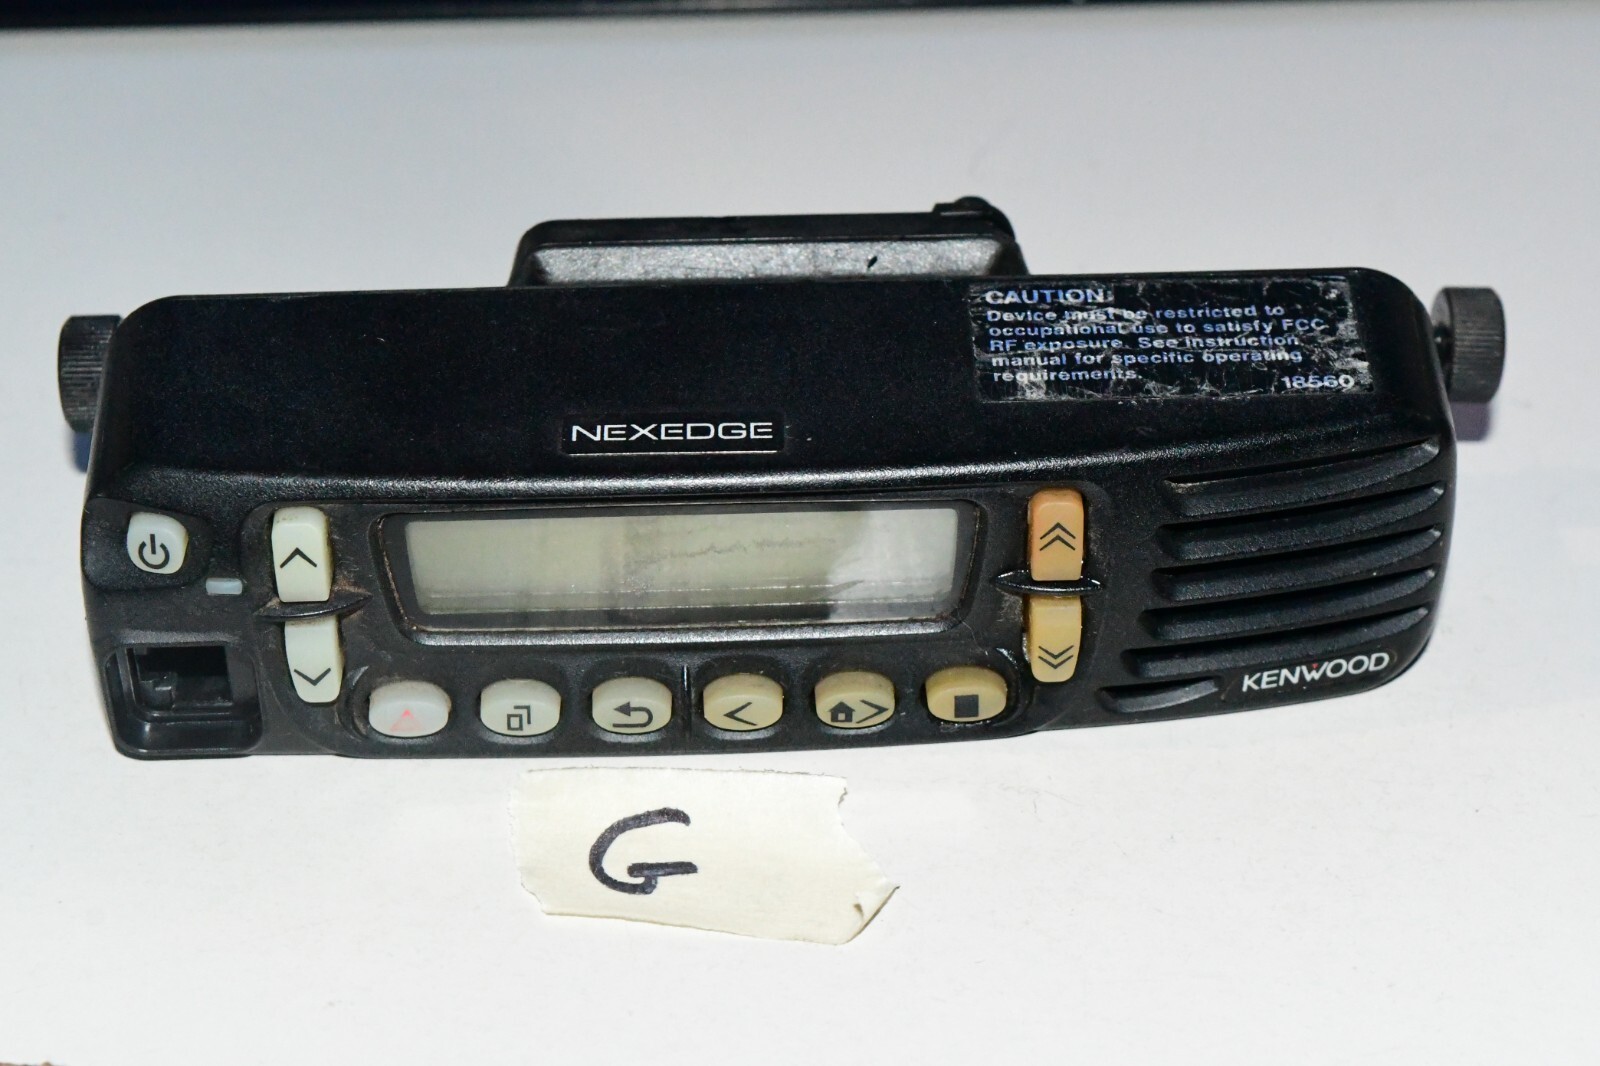 CAUTION:
Device must be restricted to
occupational use to satisfy FCC
RF exposure. See instruction
manual for specific operating
requirements.
18560
NEXEDGE
KENWOOD
G